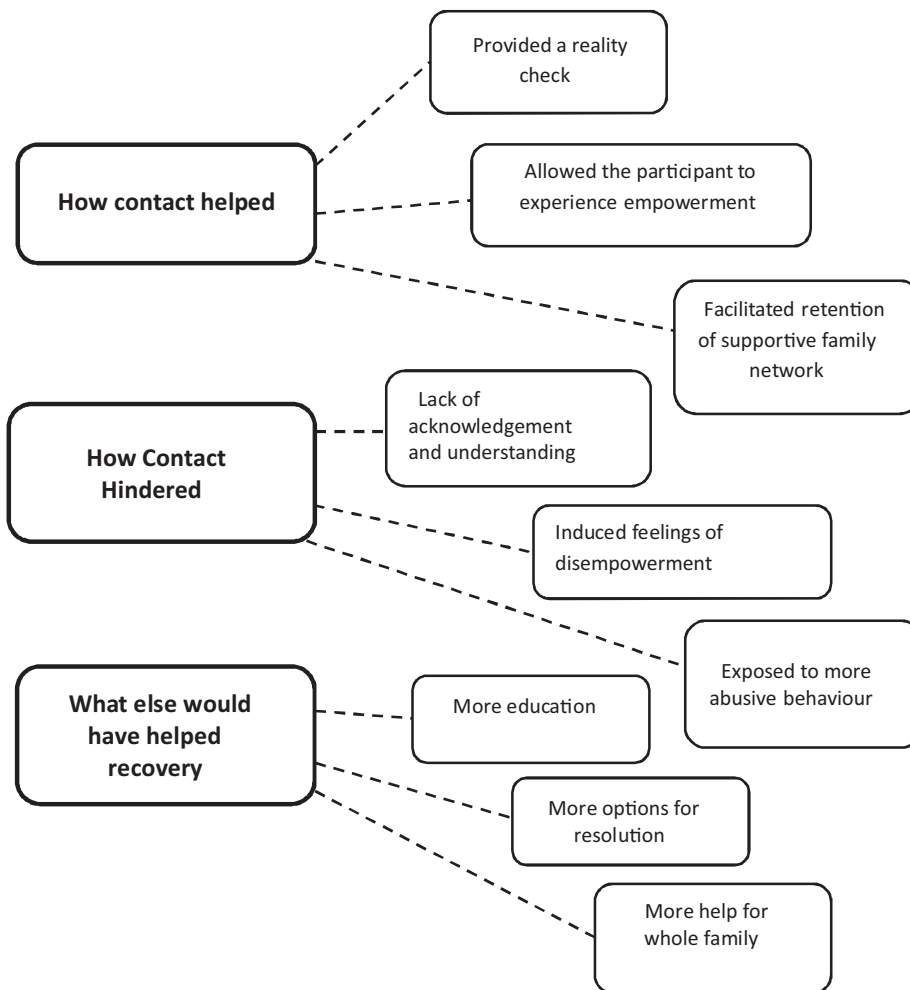 Provided a reality
check
How contact helped
Allowed the participant to
experience empowerment
Facilitated retention
of supportive family
network
Lack of
acknowledgement
and understanding
How Contact
Hindered
Induced feelings of
disempowerment
Exposed to more
abusive behaviour
What else would
have helped
recovery
More education
More options for
resolution
More help for
whole family